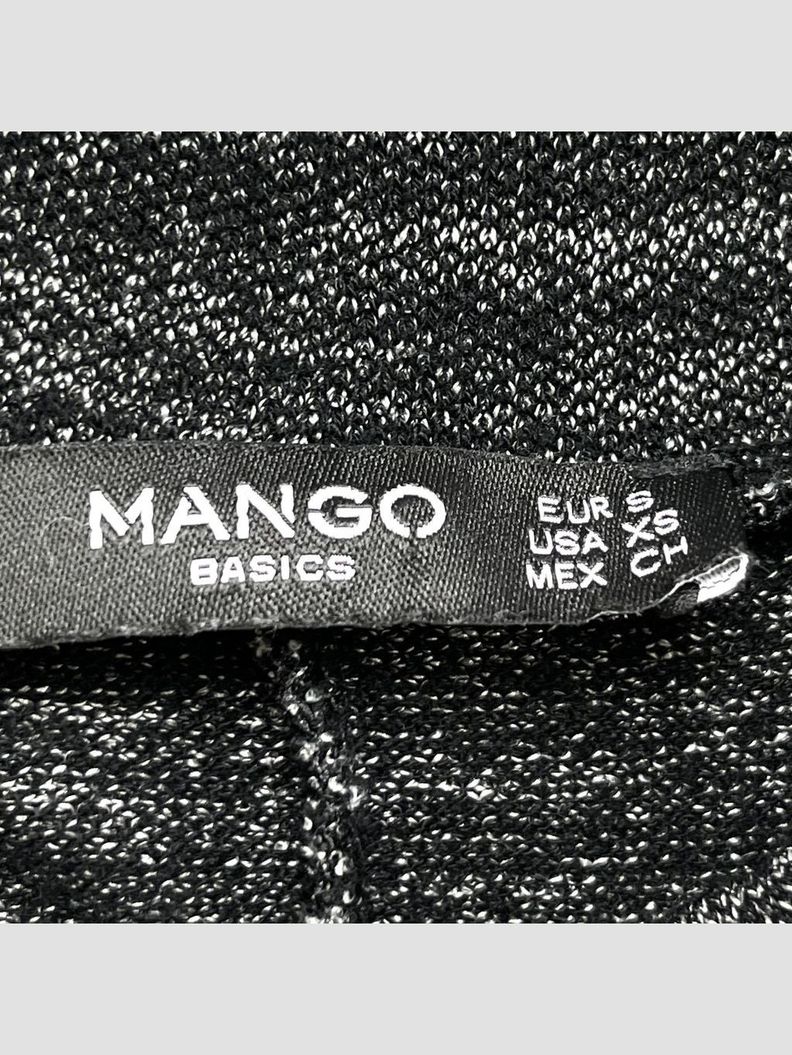 MANGO
BASICS
EUR S
USA XS
MEX CH